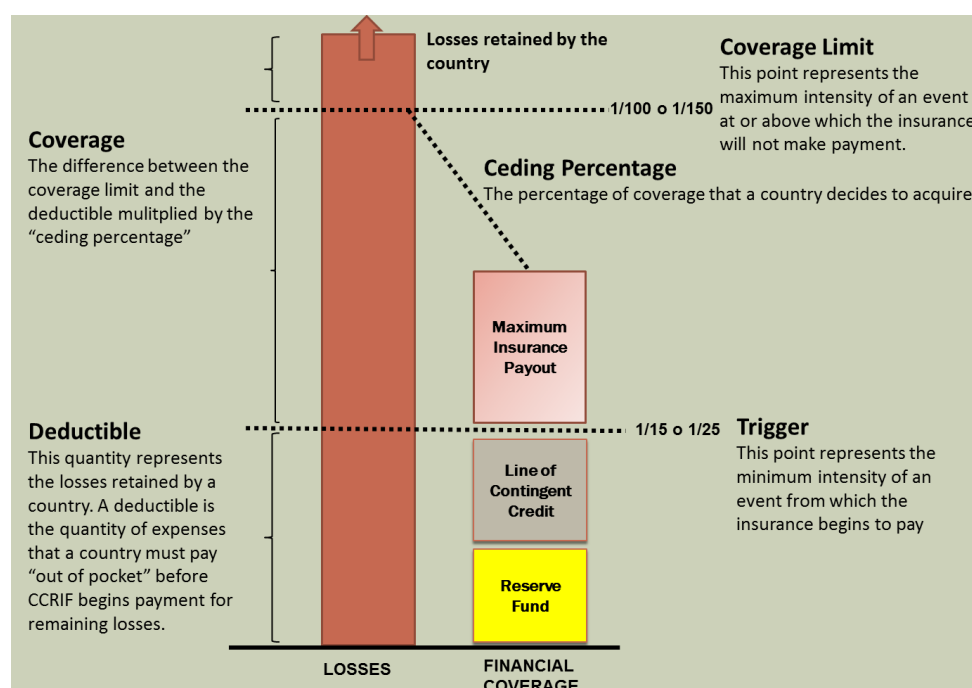 Losses retained by the
country
Coverage Limit
This point represents the
maximum intensity of an event
at or above which the insurance
will not make payment.
1/100 o 1/150
Coverage
The difference between the
coverage limit and the
deductible mulitplied by the
“ceding percentage”
Ceding Percentage
The percentage of coverage that a country decides to acquire
Maximum
Insurance
Payout
Deductible
This quantity represents
the losses retained by a
country. A deductible is
the quantity of expenses
that a country must pay
“out of pocket” before
CCRIF begins payment for
remaining losses.
1/15 o 1/25
Trigger
This point represents the
minimum intensity of an
event from which the
insurance begins to pay
Line of
Contingent
Credit
Reserve
Fund
LOSSES
FINANCIAL
COVERAGE